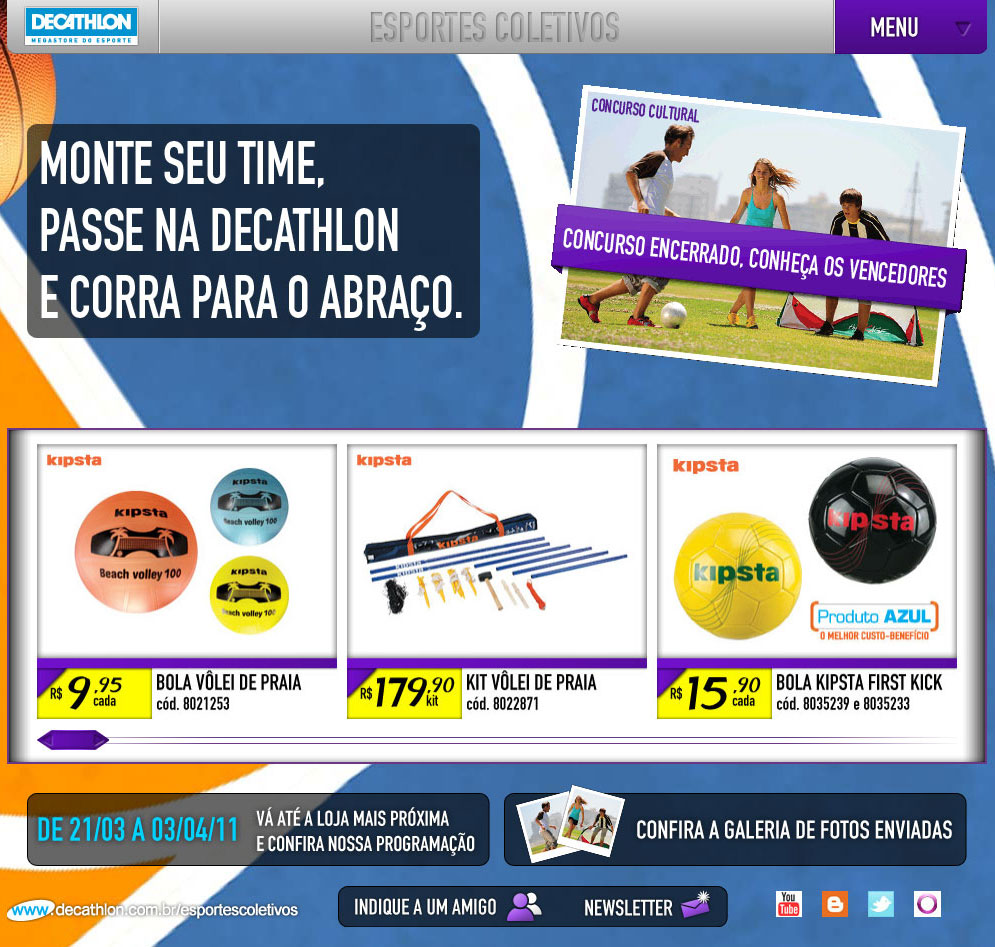 DECATHLON
MEGASTORE DO ESPORTE
ESPORTES COLETIVOS
MENU
MONTE SEU TIME,
PASSE NA DECATHLON
E CORRA PARA O ABRAÇO.
CONCURSO CULTURAL
CONCURSO ENCERRADO, CONHEÇA OS VENCEDORES
kipsta
kipsta
Beach volley 100
kipsta
Beach volley 100
kipsta
Beach volley 100
R$ 9,95 cada
BOLA VÔLEI DE PRAIA
cód. 8021253
kipsta
KIPSTA
KIPSTA
R$ 179,90 kit
KIT VÔLEI DE PRAIA
cód. 8022871
kipsta
kipsta
kipsta
Produto AZUL
O MELHOR CUSTO-BENEFÍCIO
R$ 15,90 cada
BOLA KIPSTA FIRST KICK
cód. 8035239 e 8035233
DE 21/03 A 03/04/11
VÁ ATÉ A LOJA MAIS PRÓXIMA
E CONFIRA NOSSA PROGRAMAÇÃO
CONFIRA A GALERIA DE FOTOS ENVIADAS
www.decathlon.com.br/esportescoletivos
INDIQUE A UM AMIGO
NEWSLETTER
You
Tube